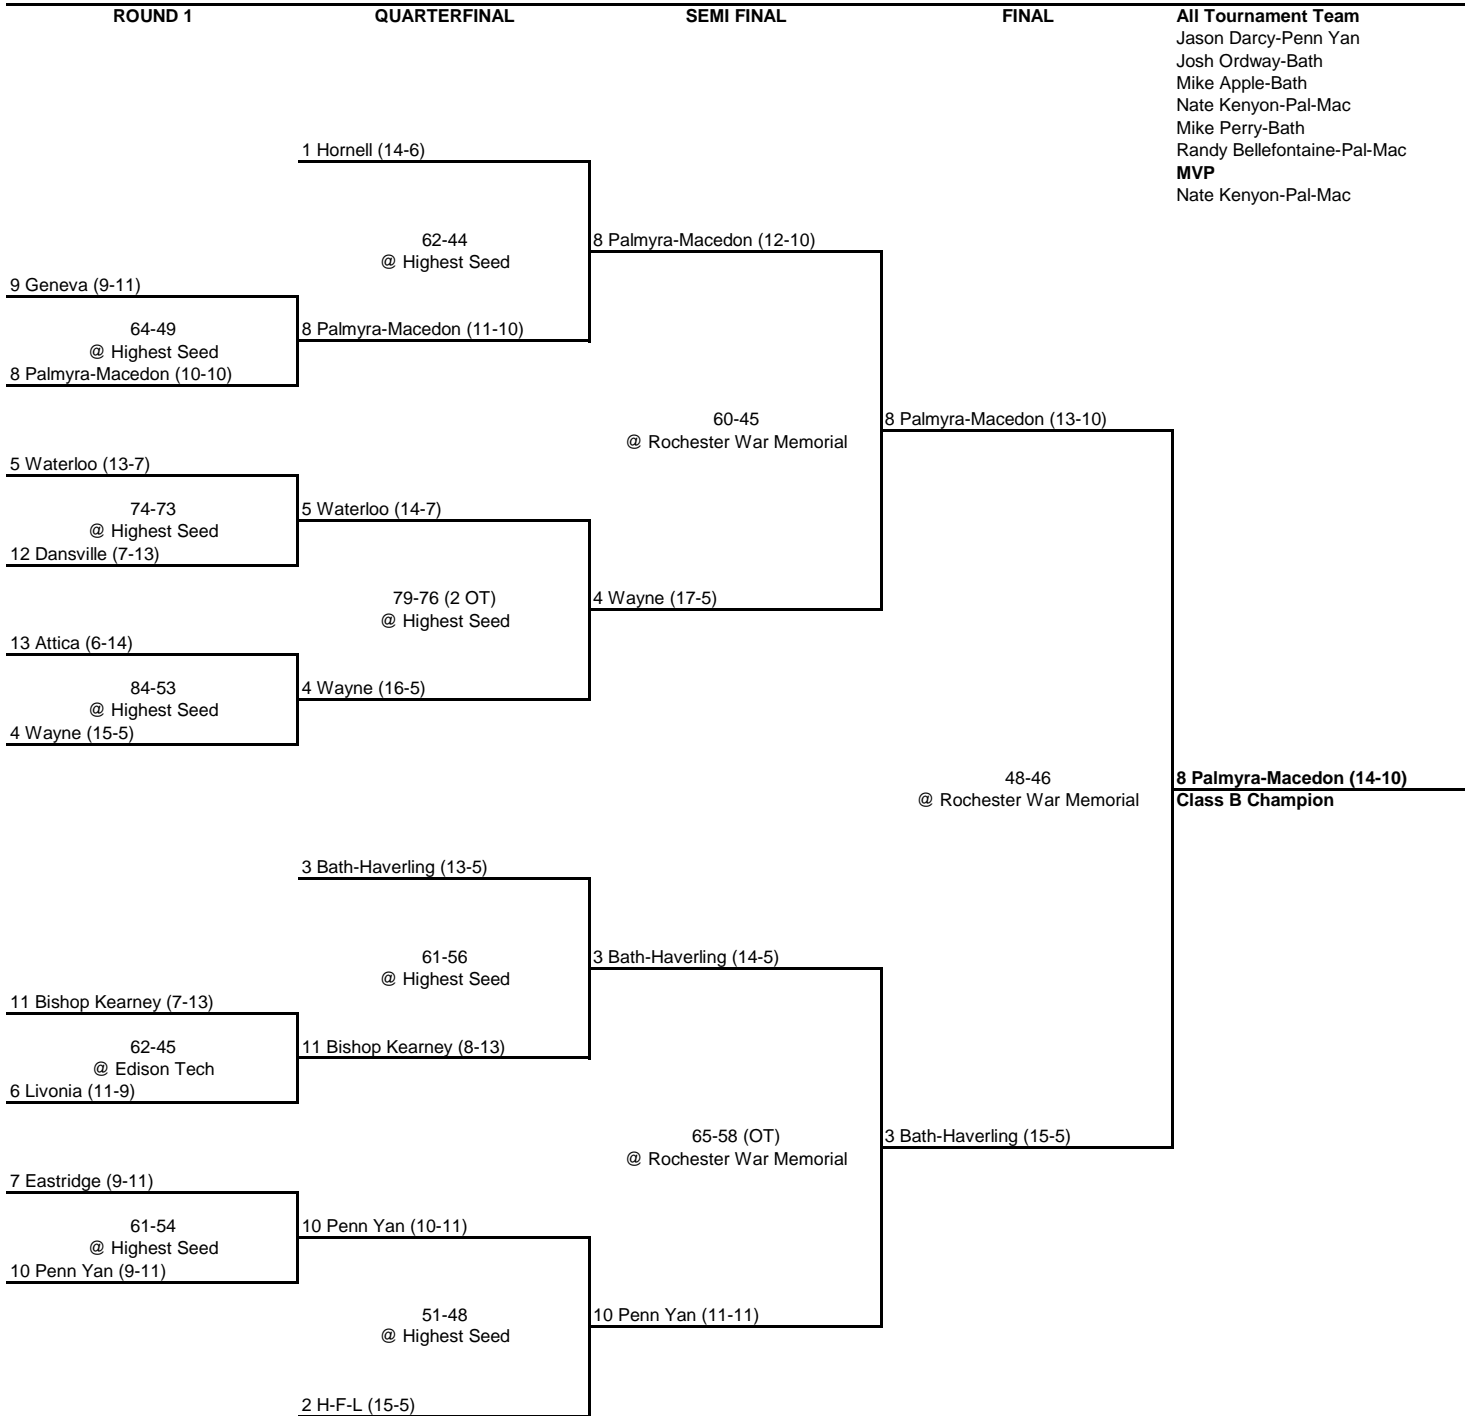 ROUND 1 QUARTERFINAL SEMI FINAL FINAL All Tournament Team
Jason Darcy-Penn Yan
Josh Ordway-Bath
Mike Apple-Bath
Nate Kenyon-Pal-Mac
Mike Perry-Bath
1 Hornell (14-6) Randy Bellefontaine-Pal-Mac
MVP
Nate Kenyon-Pal-Mac
62-44 8 Palmyra-Macedon (12-10)
@ Highest Seed
9 Geneva (9-11)
64-49 8 Palmyra-Macedon (11-10)
@ Highest Seed
8 Palmyra-Macedon (10-10)
60-45 8 Palmyra-Macedon (13-10)
@ Rochester War Memorial
5 Waterloo (13-7)
74-73 5 Waterloo (14-7)
@ Highest Seed
12 Dansville (7-13)
79-76 (2 OT) 4 Wayne (17-5)
@ Highest Seed
13 Attica (6-14)
84-53 4 Wayne (16-5)
@ Highest Seed
4 Wayne (15-5)
48-46 8 Palmyra-Macedon (14-10)
@ Rochester War Memorial Class B Champion
3 Bath-Haverling (13-5)
61-56 3 Bath-Haverling (14-5)
@ Highest Seed
11 Bishop Kearney (7-13)
62-45 11 Bishop Kearney (8-13)
@ Edison Tech
6 Livonia (11-9)
65-58 (OT) 3 Bath-Haverling (15-5)
@ Rochester War Memorial
7 Eastridge (9-11)
61-54 10 Penn Yan (10-11)
@ Highest Seed
10 Penn Yan (9-11)
51-48 10 Penn Yan (11-11)
@ Highest Seed
2 H-F-L (15-5)